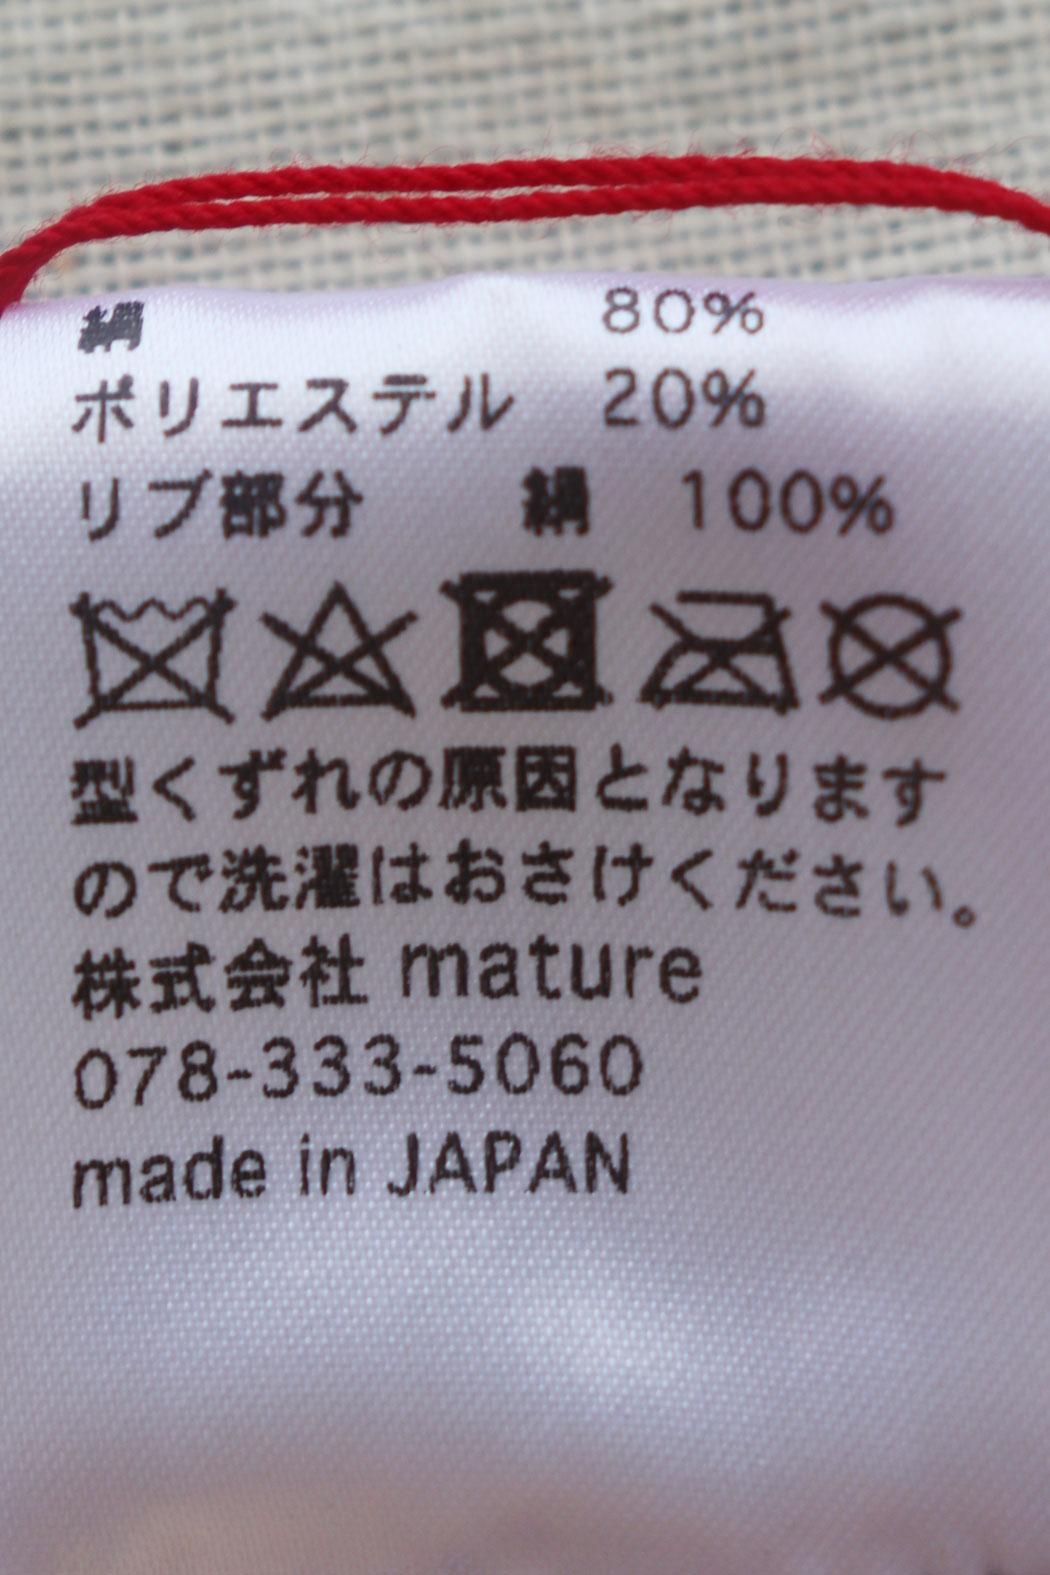 絹 80%
ポリエステル 20%
リブ部分 絹 100%
型くずれの原因となります
ので洗濯はおさけください。
株式会社 mature
078-333-5060
made in JAPAN